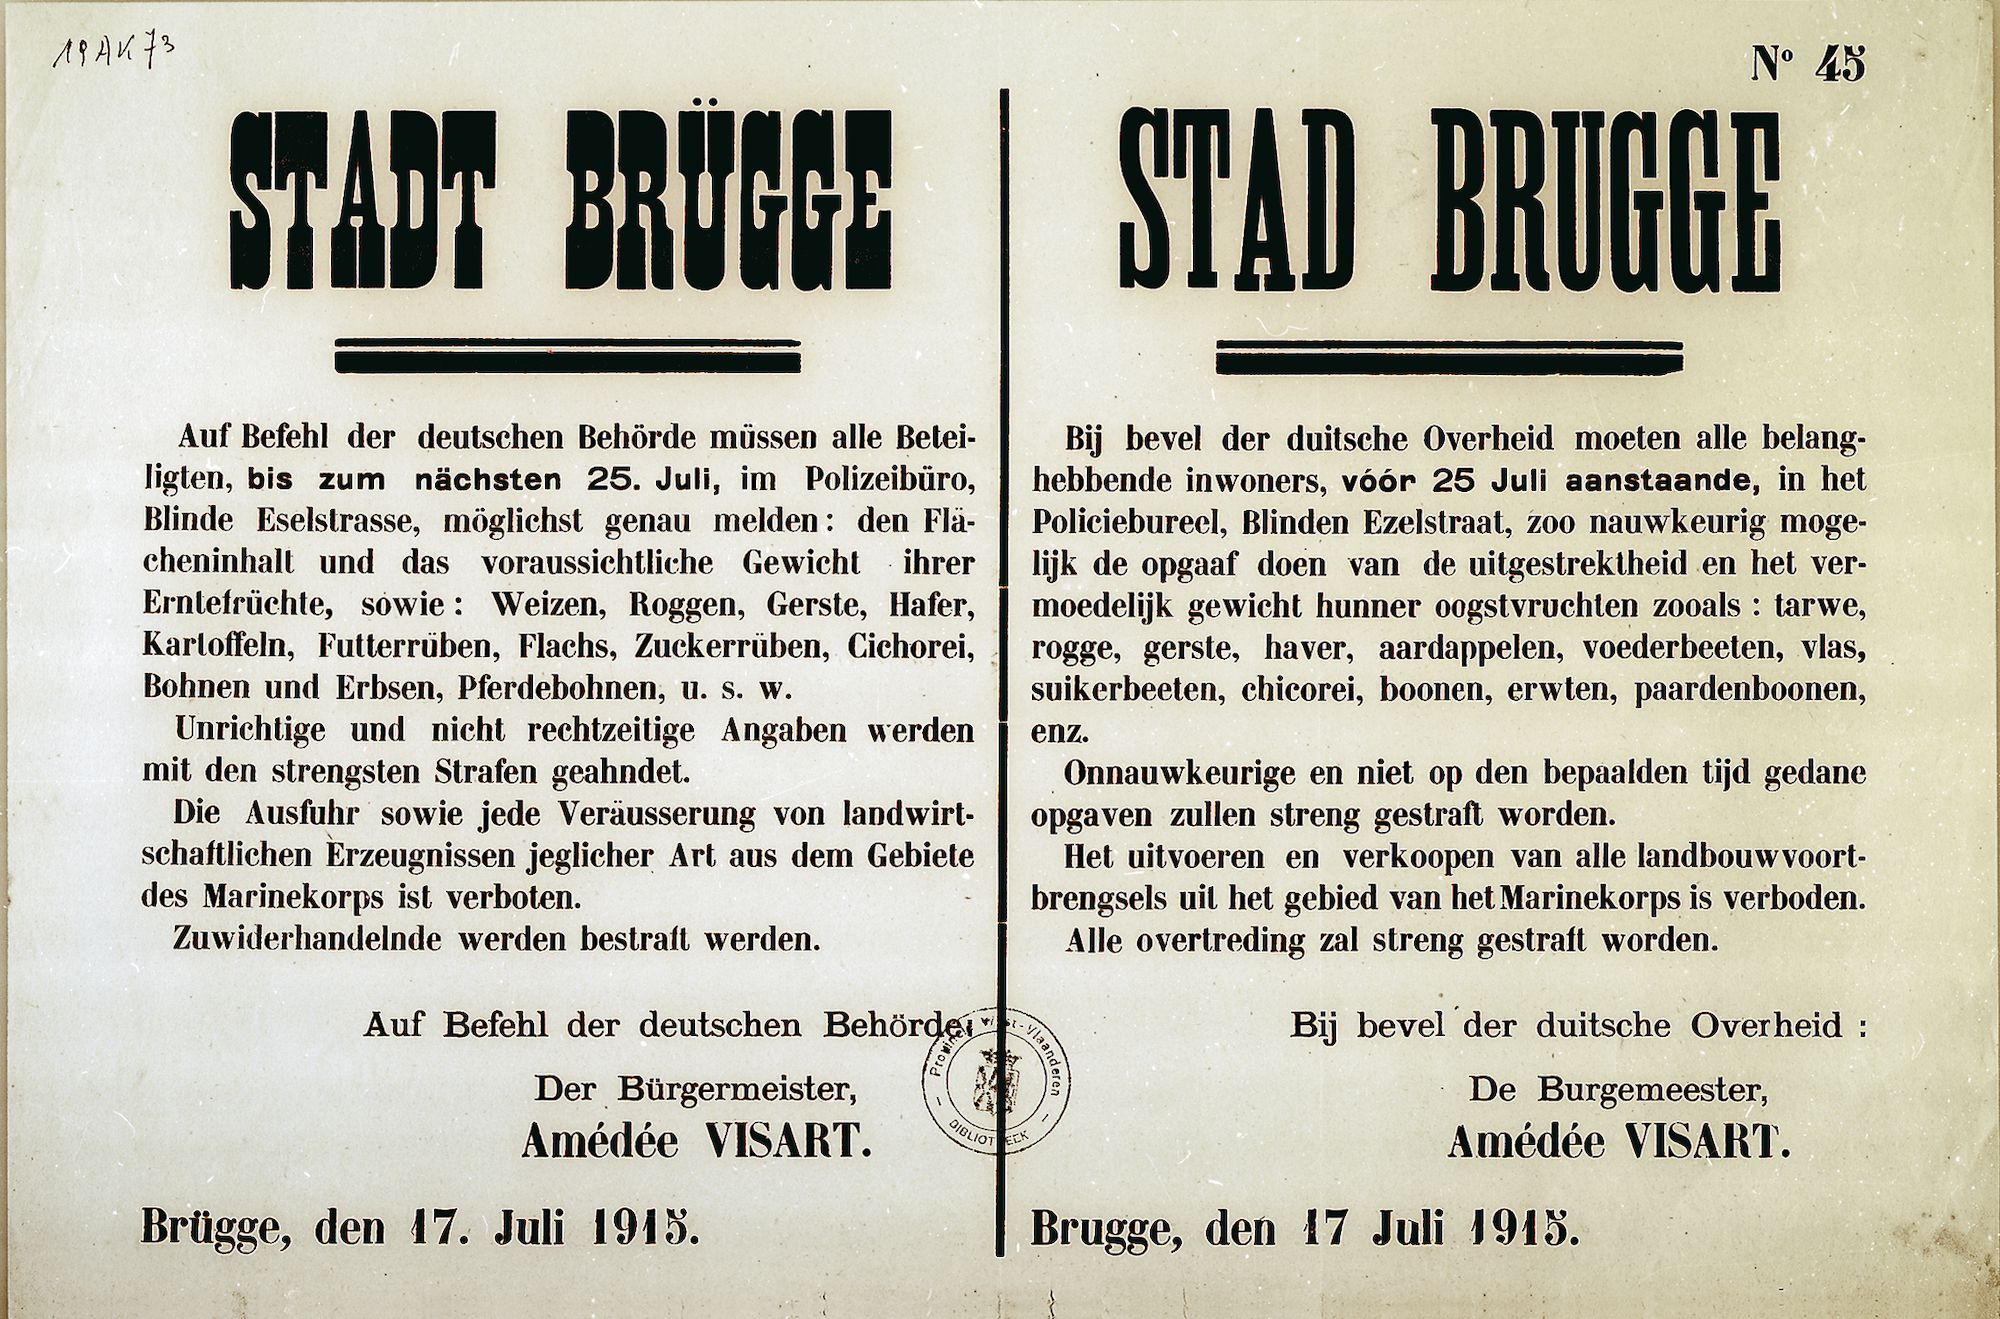 19 AK 73
Nº 45
STADT BRÜGGE
Auf Befehl der deutschen Behörde müssen alle Betei-
ligten, bis zum nächsten 25. Juli, im Polizeibüro,
Blinde Eselstrasse, möglichst genau melden: den Flä-
cheninhalt und das voraussichtliche Gewicht ihrer
Erntefrüchte, sowie: Weizen, Roggen, Gerste, Hafer,
Kartoffeln, Futterrüben, Flachs, Zuckerrüben, Cichorei,
Bohnen und Erbsen, Pferdebohnen, u. s. w.
Unrichtige und nicht rechtzeitige Angaben werden
mit den strengsten Strafen geahndet.
Die Ausfuhr sowie jede Veräusserung von landwirt-
schaftlichen Erzeugnissen jeglicher Art aus dem Gebiete
des Marinekorps ist verboten.
Zuwiderhandelnde werden bestraft werden.
Auf Befehl der deutschen Behörde:
Der Bürgermeister,
Amédée VISART.
Brügge, den 17. Juli 1915.
STAD BRUGGE
Bij bevel der duitsche Overheid moeten alle belang-
hebbende inwoners, vóór 25 Juli aanstaande, in het
Policiebureel, Blinden Ezelstraat, zoo nauwkeurig moge-
lijk de opgaaf doen van de uitgestrektheid en het ver-
moedelijk gewicht hunner oogstvruchten zooals : tarwe,
rogge, gerste, haver, aardappelen, voederbeeten, vlas,
suikerbeeten, chicorei, boonen, erwten, paardenboonen,
enz.
Onnauwkeurige en niet op den bepaalden tijd gedane
opgaven zullen streng gestraft worden.
Het uitvoeren en verkoopen van alle landbouwvoort-
brengsels uit het gebied van het Marinekorps is verboden.
Alle overtreding zal streng gestraft worden.
Bij bevel der duitsche Overheid :
De Burgemeester,
Amédée VISART.
Brugge, den 17 Juli 1915.
Provincie West-Vlaanderen
BIBLIOTHEEK